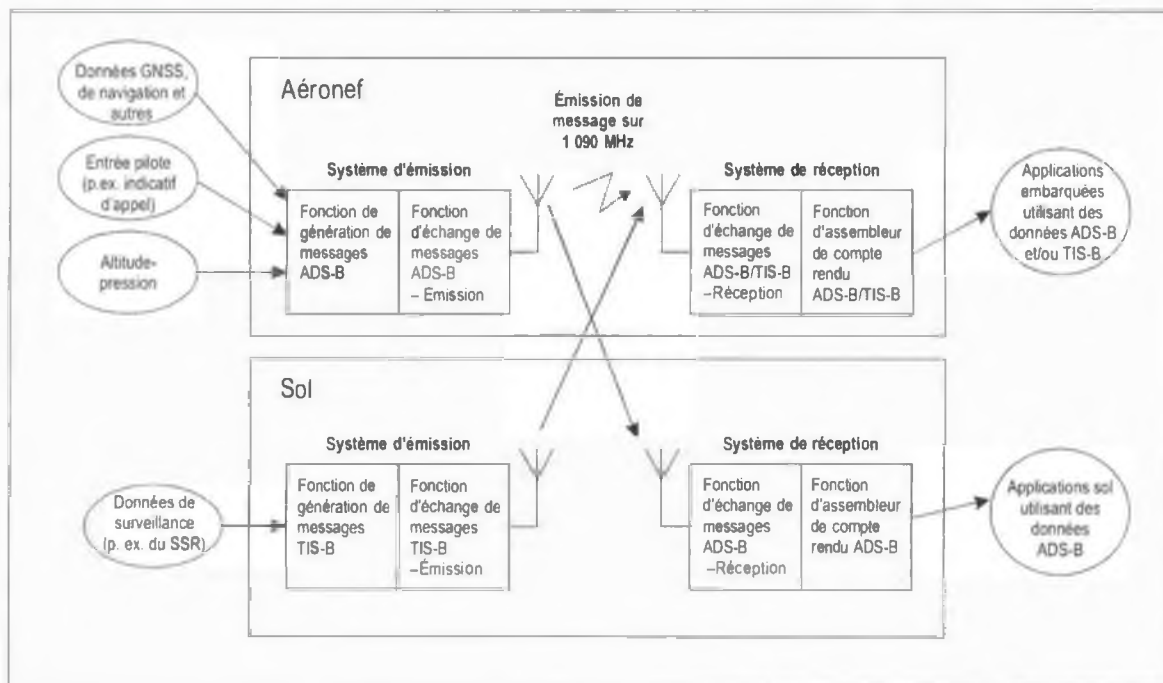 Données GNSS,
de navigation et
autres
Entrée pilote
(p.ex. indicatif
d'appel)
Altitude-
pression
Aéronef
Émission de
message sur
1 090 MHz
Système d'émission
Fonction de
génération de
messages
ADS-B
Fonction
d'échange de
messages
ADS-B
– Emission
Système de réception
Fonction
d'échange de
messages
ADS-B/TIS-B
–Réception
Fonction
d'assembleur
de compte
rendu
ADS-B/TIS-B
Applications
embarquées
utilisant des
données ADS-B
et/ou TIS-B
Sol
Données de
surveillance
(p. ex. du SSR)
Système d'émission
Fonction de
génération de
messages
TIS-B
Fonction
d'échange de
messages
TIS-B
–Émission
Système de réception
Fonction
d'échange de
messages
ADS-B
–Réception
Fonction
d'assembleur
de compte
rendu ADS-B
Applications sol
utilisant des
données
ADS-B